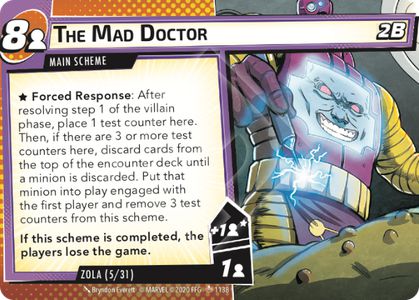 8
THE MAD DOCTOR
2B
MAIN SCHEME
★ Forced Response: After
resolving step 1 of the villain
phase, place 1 test counter here.
Then, if there are 3 or more test
counters here, discard cards from
the top of the encounter deck until
a minion is discarded. Put that
minion into play engaged with
the first player and remove 3 test
counters from this scheme.
If this scheme is completed, the
players lose the game.
+1 ★
1
ZOLA (5/31)
Bryndon Everett © MARVEL © 2020 FFG 1138